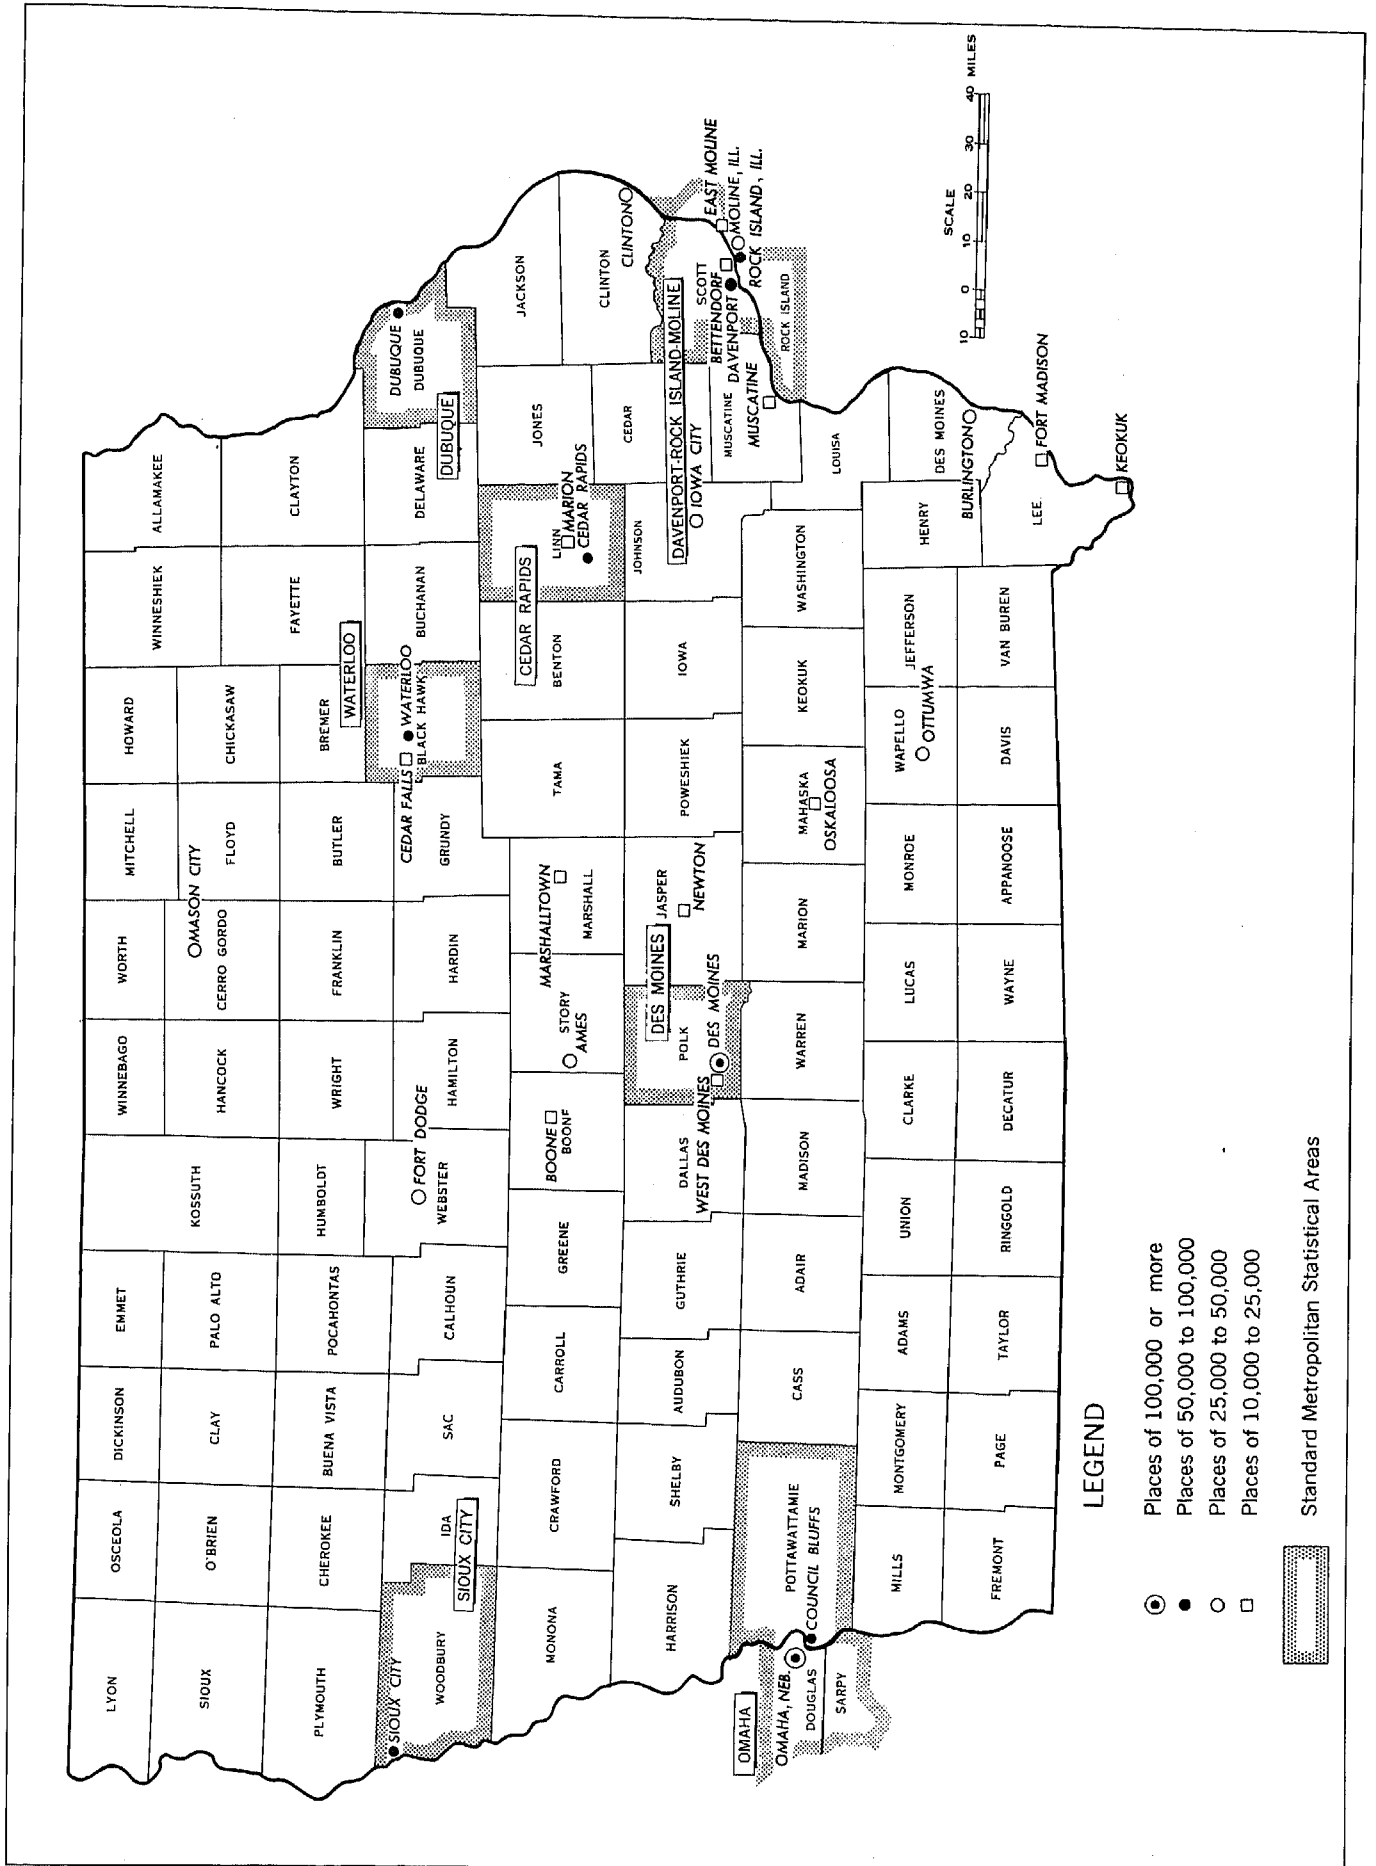 LYON
OSCEOLA
DICKINSON
EMMET
KOSSUTH
WINNEBAGO
WORTH
MITCHELL
HOWARD
WINNESHIEK
ALLAMAKEE
SIOUX
O'BRIEN
CLAY
PALO ALTO
HANCOCK
CERRO GORDO
MASON CITY
FLOYD
CHICKASAW
FAYETTE
CLAYTON
PLYMOUTH
CHEROKEE
BUENA VISTA
POCAHONTAS
HUMBOLDT
WRIGHT
FRANKLIN
BUTLER
BREMER
WATERLOO
SIOUX CITY
WOODBURY
IDA
SIOUX CITY
SAC
CALHOUN
FORT DODGE
WEBSTER
HAMILTON
HARDIN
GRUNDY
CEDAR FALLS
WATERLOO
BLACK HAWK
BUCHANAN
DELAWARE
DUBUQUE
DUBUQUE
DUBUQUE
MONONA
CRAWFORD
CARROLL
GREENE
BOONE
BOONE
STORY
AMES
MARSHALLTOWN
MARSHALL
TAMA
BENTON
CEDAR RAPIDS
LINN
MARION
CEDAR RAPIDS
JONES
JACKSON
HARRISON
SHELBY
AUDUBON
GUTHRIE
DALLAS
WEST DES MOINES
POLK
DES MOINES
DES MOINES
JASPER
NEWTON
POWESHIEK
IOWA
JOHNSON
IOWA CITY
CEDAR
CLINTON
CLINTON
DAVENPORT-ROCK ISLAND-MOLINE
SCOTT
BETTENDORF
DAVENPORT
EAST MOLINE
MOLINE, ILL.
ROCK ISLAND, ILL.
ROCK ISLAND
MUSCATINE
MUSCATINE
OMAHA
OMAHA, NEB.
DOUGLAS
SARPY
POTTAWATTAMIE
COUNCIL BLUFFS
CASS
ADAIR
MADISON
WARREN
MARION
MAHASKA
OSKALOOSA
KEOKUK
WASHINGTON
LOUISA
MILLS
MONTGOMERY
ADAMS
UNION
CLARKE
LUCAS
MONROE
WAPELLO
OTTUMWA
JEFFERSON
HENRY
DES MOINES
BURLINGTON
FREMONT
PAGE
TAYLOR
RINGGOLD
DECATUR
WAYNE
APPANOOSE
DAVIS
VAN BUREN
LEE
FORT MADISON
KEOKUK
SCALE
10 0 10 20 30 40 MILES
LEGEND
Places of 100,000 or more
Places of 50,000 to 100,000
Places of 25,000 to 50,000
Places of 10,000 to 25,000
Standard Metropolitan Statistical Areas